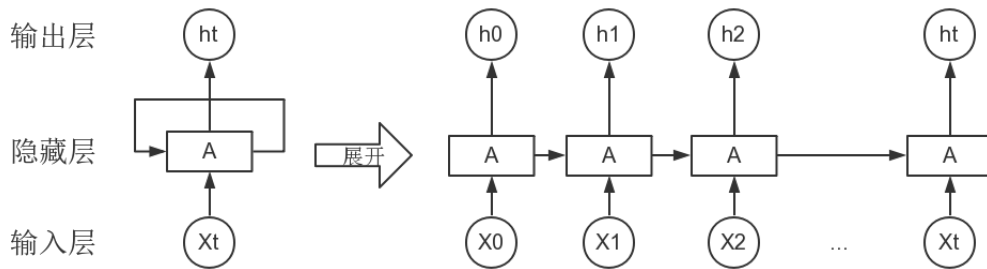 输出层 ht h0 h1 h2 ht
隐藏层 A 展开 A A A A
输入层 Xt X0 X1 X2 ... Xt